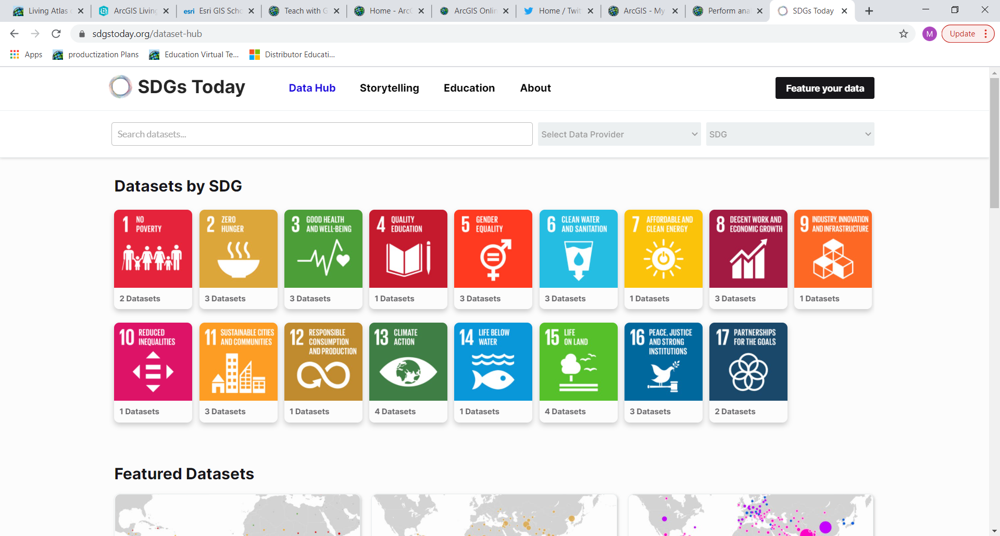 Living Atlas
ArcGIS Living
esri Esri GIS Scho
Teach with G
Home - ArcG
ArcGIS Onlin
Home / Twit
ArcGIS - My
Perform anal
SDGs Today
sdgstoday.org/dataset-hub
M
Update
Apps
productization Plans
Education Virtual Te...
Distributor Educati...
SDGs Today
Data Hub
Storytelling
Education
About
Feature your data
Search datasets...
Select Data Provider
SDG
Datasets by SDG
1 NO
POVERTY
2 Datasets
2 ZERO
HUNGER
3 Datasets
3 GOOD HEALTH
AND WELL-BEING
3 Datasets
4 QUALITY
EDUCATION
1 Datasets
5 GENDER
EQUALITY
3 Datasets
6 CLEAN WATER
AND SANITATION
3 Datasets
7 AFFORDABLE AND
CLEAN ENERGY
1 Datasets
8 DECENT WORK AND
ECONOMIC GROWTH
3 Datasets
9 INDUSTRY, INNOVATION
AND INFRASTRUCTURE
1 Datasets
10 REDUCED
INEQUALITIES
1 Datasets
11 SUSTAINABLE CITIES
AND COMMUNITIES
3 Datasets
12 RESPONSIBLE
CONSUMPTION
AND PRODUCTION
1 Datasets
13 CLIMATE
ACTION
4 Datasets
14 LIFE BELOW
WATER
1 Datasets
15 LIFE
ON LAND
4 Datasets
16 PEACE, JUSTICE
AND STRONG
INSTITUTIONS
3 Datasets
17 PARTNERSHIPS
FOR THE GOALS
2 Datasets
Featured Datasets